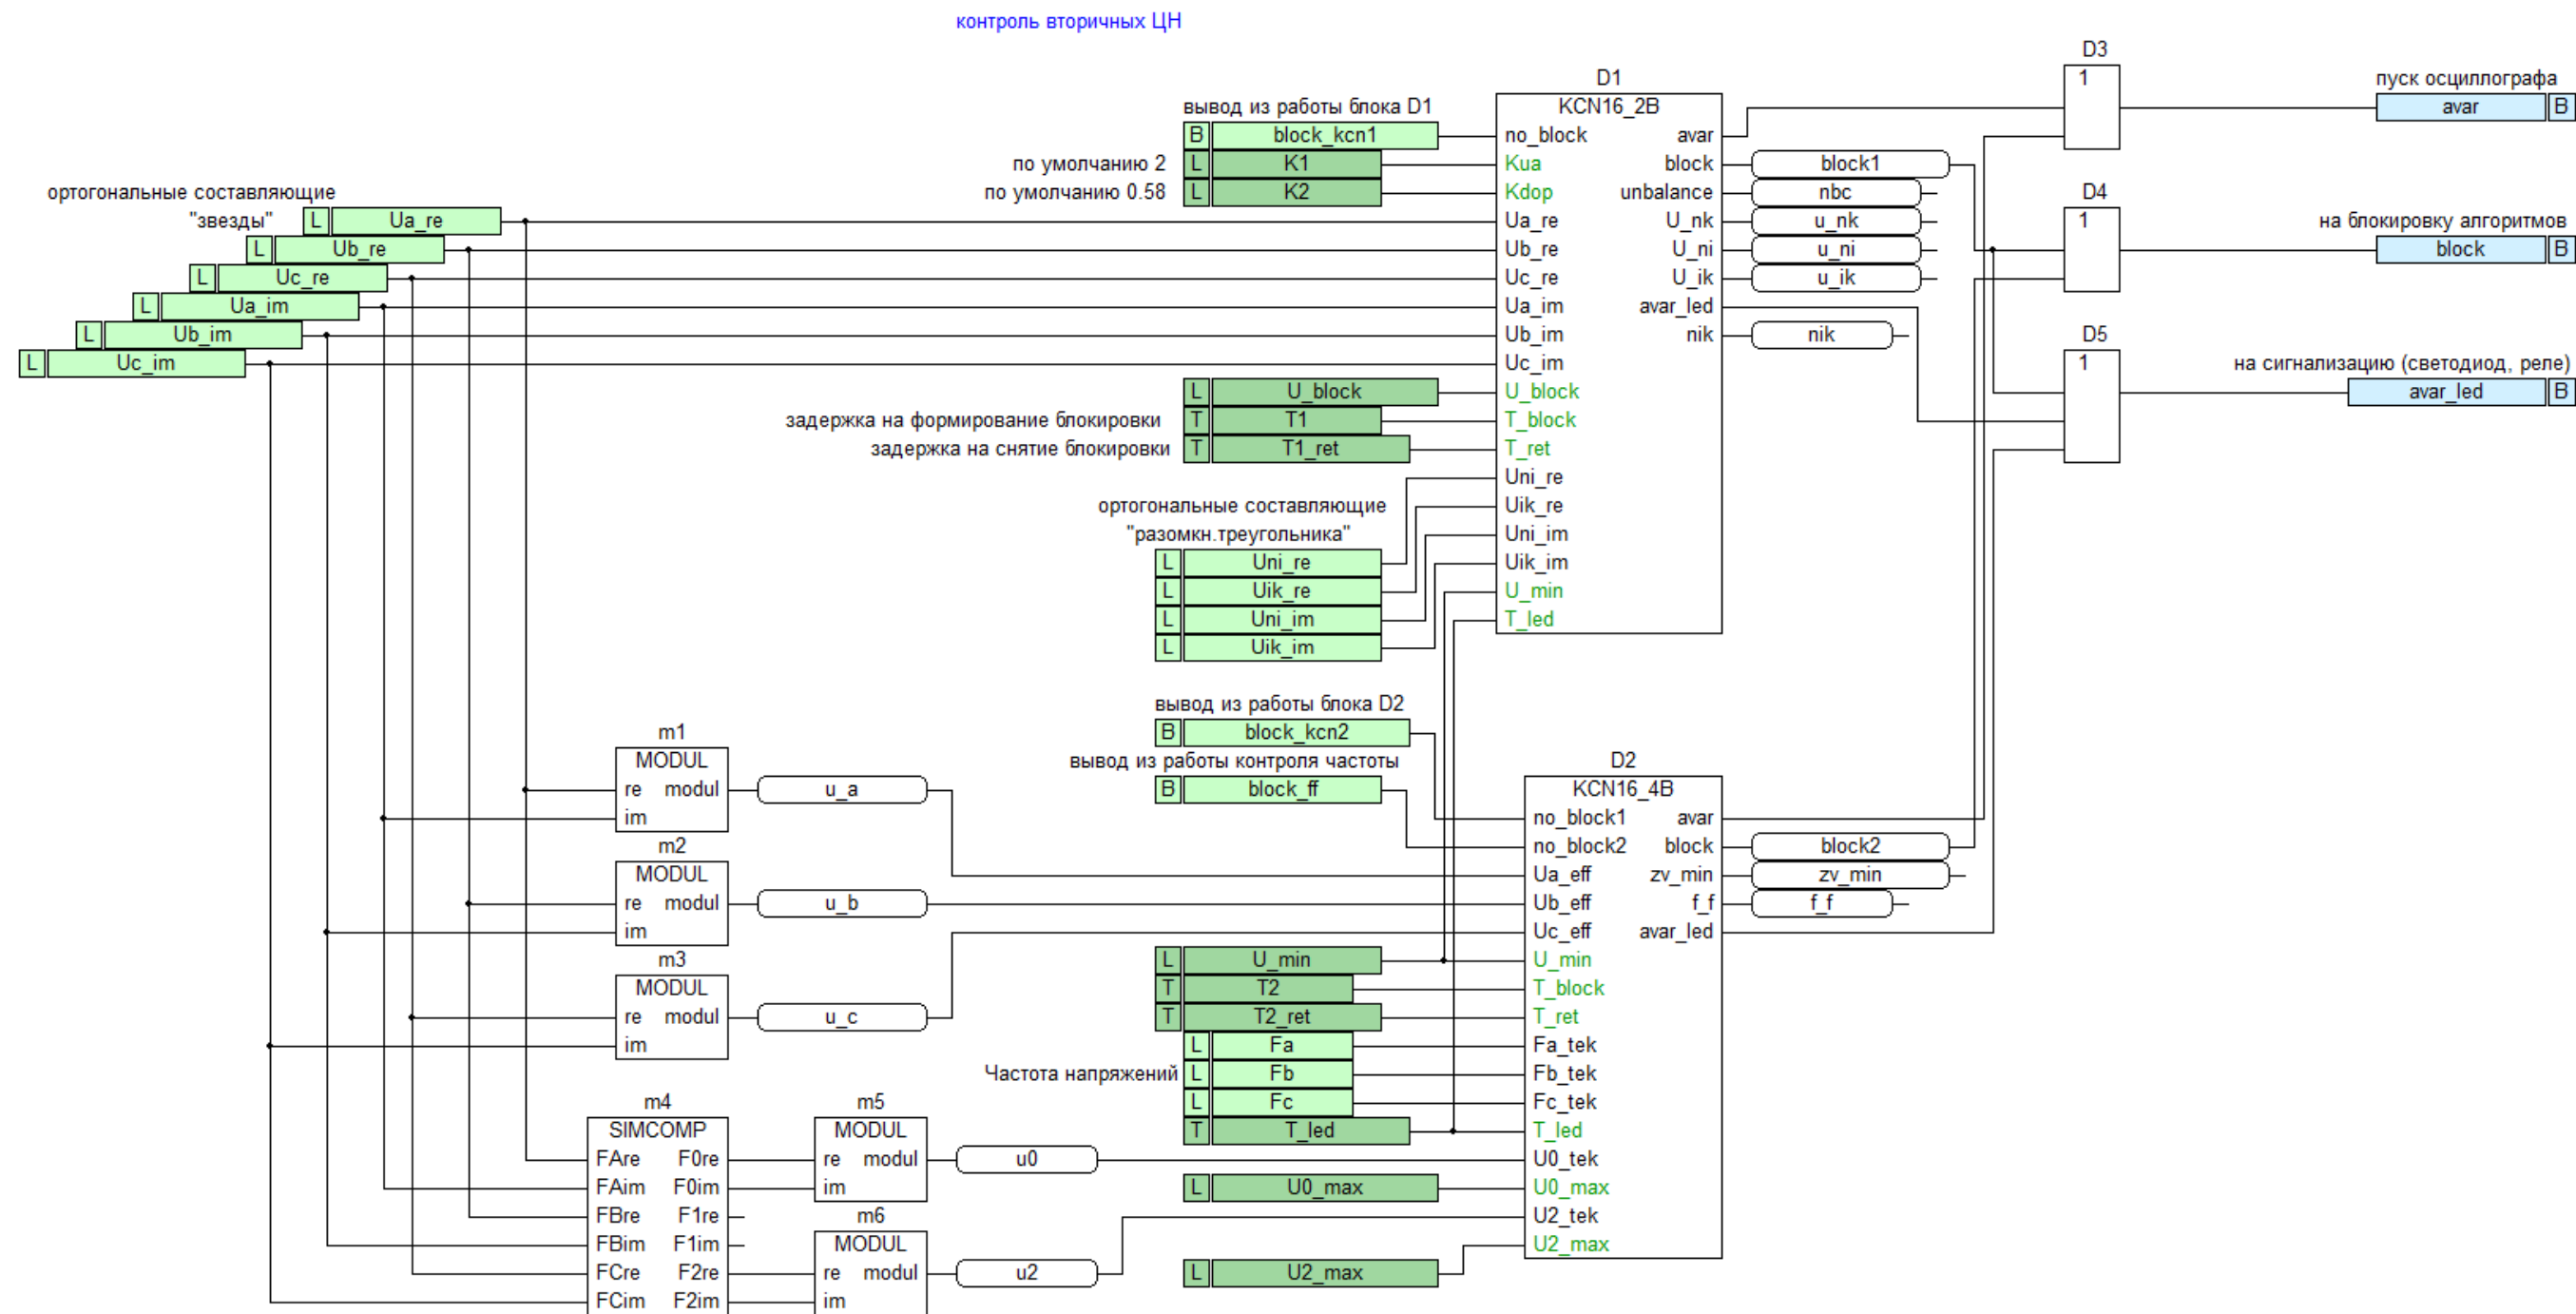 контроль вторичных ЦН
D3
1
пуск осциллографа
avar B
D1
KCN16_2B
вывод из работы блока D1
B block_kcn1 no_block avar
по умолчанию 2 L K1 Kua block block1
по умолчанию 0.58 L K2 Kdop unbalance nbc
D4
1
на блокировку алгоритмов
block B
ортогональные составляющие
"звезды" L Ua_re Ua_re U_nk u_nk
L Ub_re Ub_re U_ni u_ni
L Uc_re Uc_re U_ik u_ik
L Ua_im Ua_im avar_led
L Ub_im Ub_im nik nik
L Uc_im Uc_im
D5
1
на сигнализацию (светодиод, реле)
avar_led B
L U_block U_block
задержка на формирование блокировки T T1 T_block
задержка на снятие блокировки T T1_ret T_ret
Uni_re
ортогональные составляющие Uik_re
"разомкн.треугольника" Uni_im
L Uni_re Uik_im
L Uik_re U_min
L Uni_im T_led
L Uik_im
вывод из работы блока D2
B block_kcn2
вывод из работы контроля частоты
B block_ff
D2
KCN16_4B
no_block1 avar
no_block2 block block2
Ua_eff zv_min zv_min
Ub_eff f_f f_f
Uc_eff avar_led
m1
MODUL
re modul u_a
im
m2
MODUL
re modul u_b
im
m3
MODUL
re modul u_c
im
L U_min U_min
T T2 T_block
T T2_ret T_ret
L Fa Fa_tek
Частота напряжений L Fb Fb_tek
L Fc Fc_tek
T T_led T_led
U0_tek
L U0_max U0_max
U2_tek
U2_max
L U2_max
m4
SIMCOMP
FAre F0re
FAim F0im
FBre F1re
FBim F1im
FCre F2re
FCim F2im
m5
MODUL
re modul u0
im
m6
MODUL
re modul u2
im